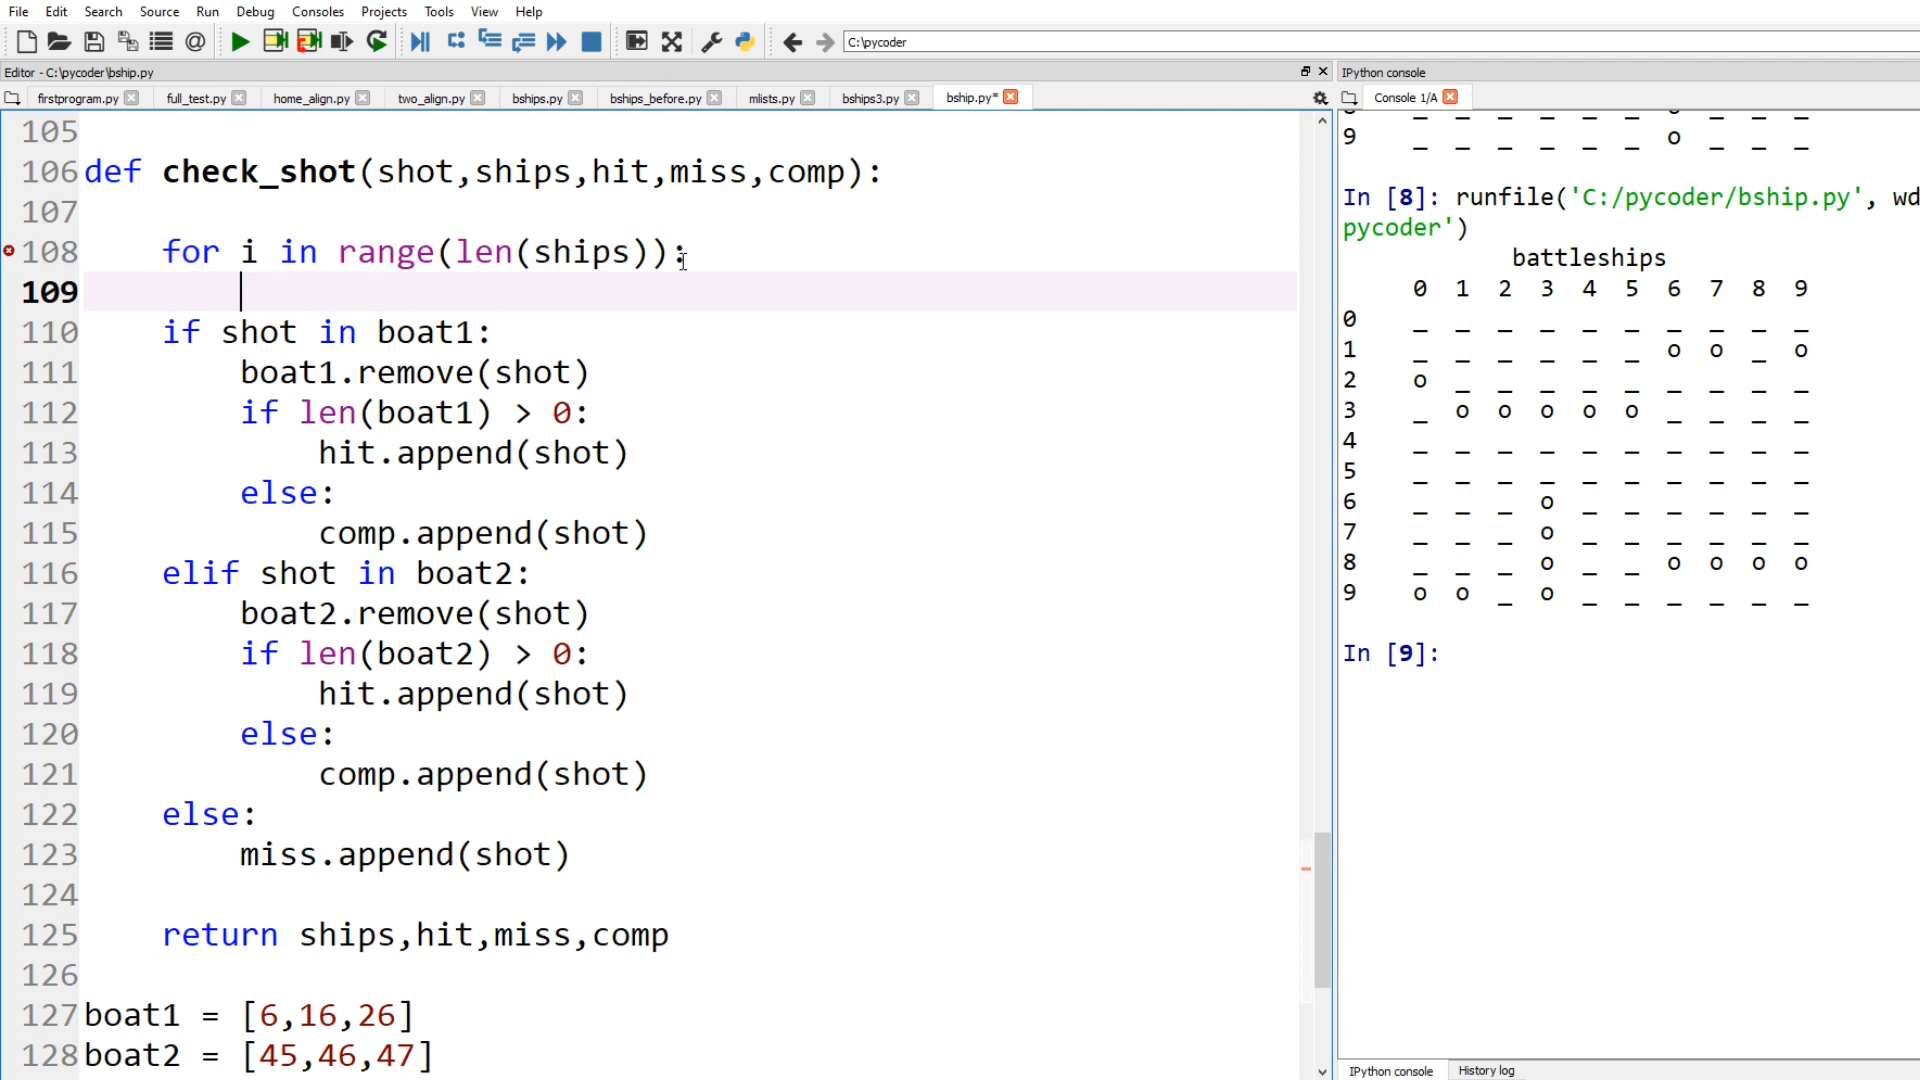 File Edit Search Source Run Debug Consoles Projects Tools View Help
C:\pycoder
Editor - C:\pycoder\bship.py
firstprogram.py full_test.py home_align.py two_align.py bships.py bships_before.py mlists.py bships3.py bship.py*
105
106 def check_shot(shot,ships,hit,miss,comp):
107
108 for i in range(len(ships)):
109
110 if shot in boat1:
111 boat1.remove(shot)
112 if len(boat1) > 0:
113 hit.append(shot)
114 else:
115 comp.append(shot)
116 elif shot in boat2:
117 boat2.remove(shot)
118 if len(boat2) > 0:
119 hit.append(shot)
120 else:
121 comp.append(shot)
122 else:
123 miss.append(shot)
124
125 return ships,hit,miss,comp
126
127 boat1 = [6,16,26]
128 boat2 = [45,46,47]
IPython console
Console 1/A
9 _ _ _ _ _ _ o _ _ _
In [8]: runfile('C:/pycoder/bship.py', wd
pycoder')
battleships
0 1 2 3 4 5 6 7 8 9
0 _ _ _ _ _ _ _ _ _ _
1 _ _ _ _ _ _ o o _ o
2 o _ _ _ _ _ _ _ _ _
3 _ o o o o o _ _ _ _
4 _ _ _ _ _ _ _ _ _ _
5 _ _ _ _ _ _ _ _ _ _
6 _ _ _ o _ _ _ _ _ _
7 _ _ _ o _ _ _ _ _ _
8 _ _ _ o _ _ o o o o
9 o o _ o _ _ _ _ _ _
In [9]:
IPython console History log